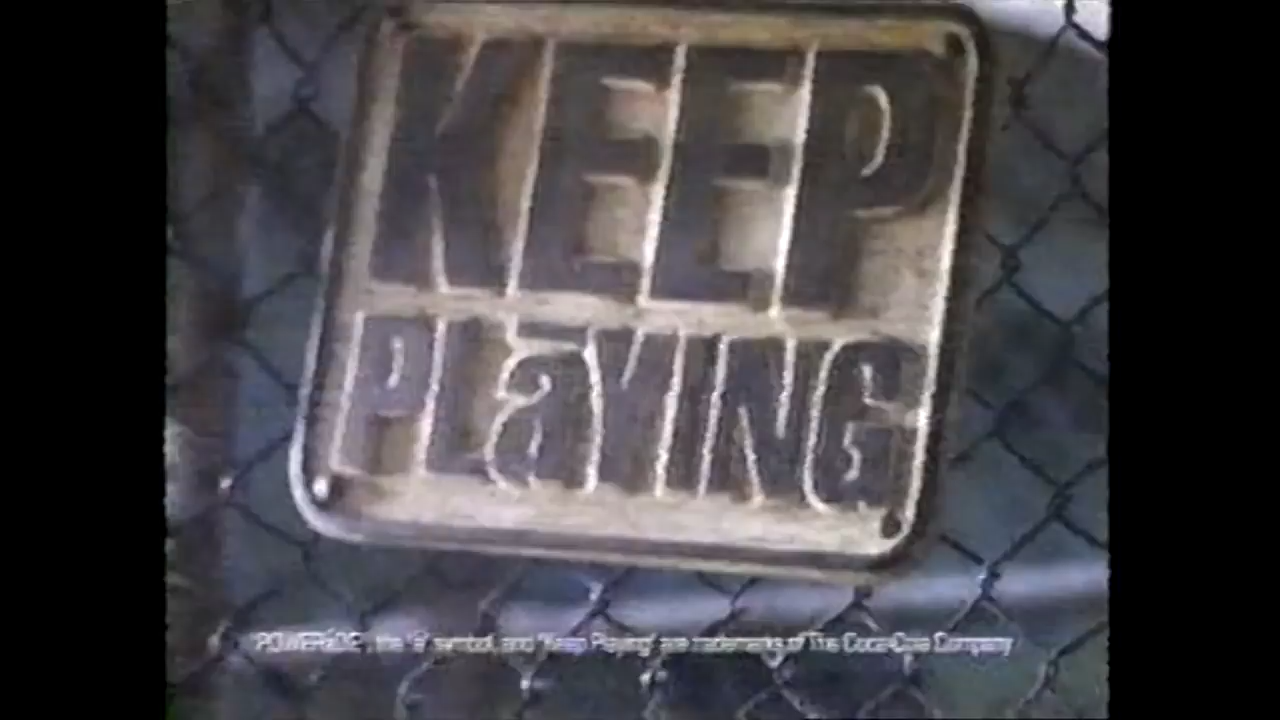 KEEP
PLaYING
"POWERaDE", the "a" symbol, and "Keep Playing" are trademarks of The Coca-Cola Company